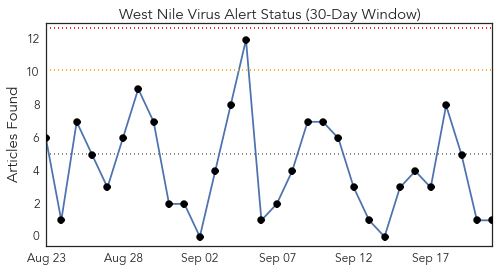 West Nile Virus Alert Status (30-Day Window)
Articles Found
12
10
8
6
4
2
0
Aug 23 Aug 28 Sep 02 Sep 07 Sep 12 Sep 17